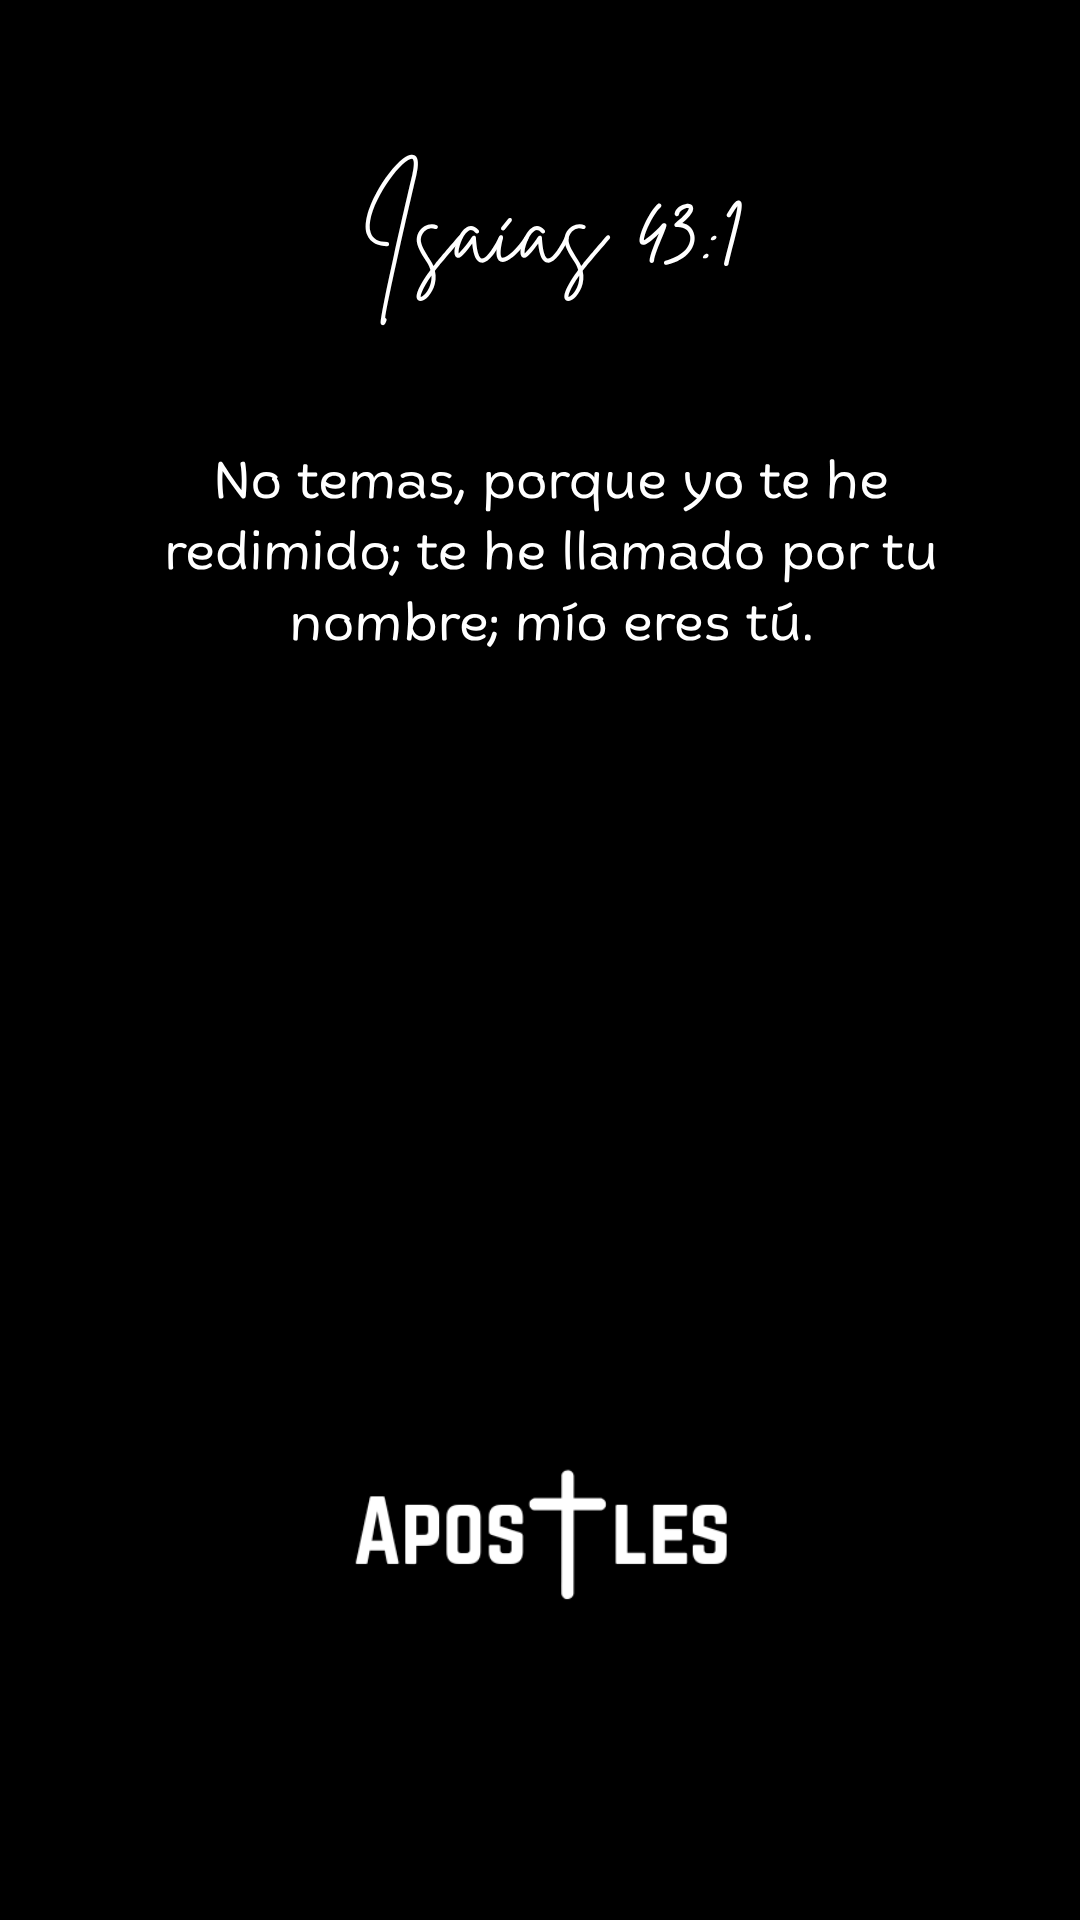 Isaías 43:1
No temas, porque yo te he
redimido; te he llamado por tu
nombre; mío eres tú.
APOSTLES